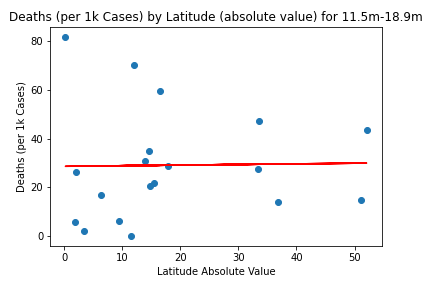 Deaths (per 1k Cases) by Latitude (absolute value) for 11.5m-18.9m
Deaths (per 1k Cases)
80
60
40
20
0
0 10 20 30 40 50
Latitude Absolute Value